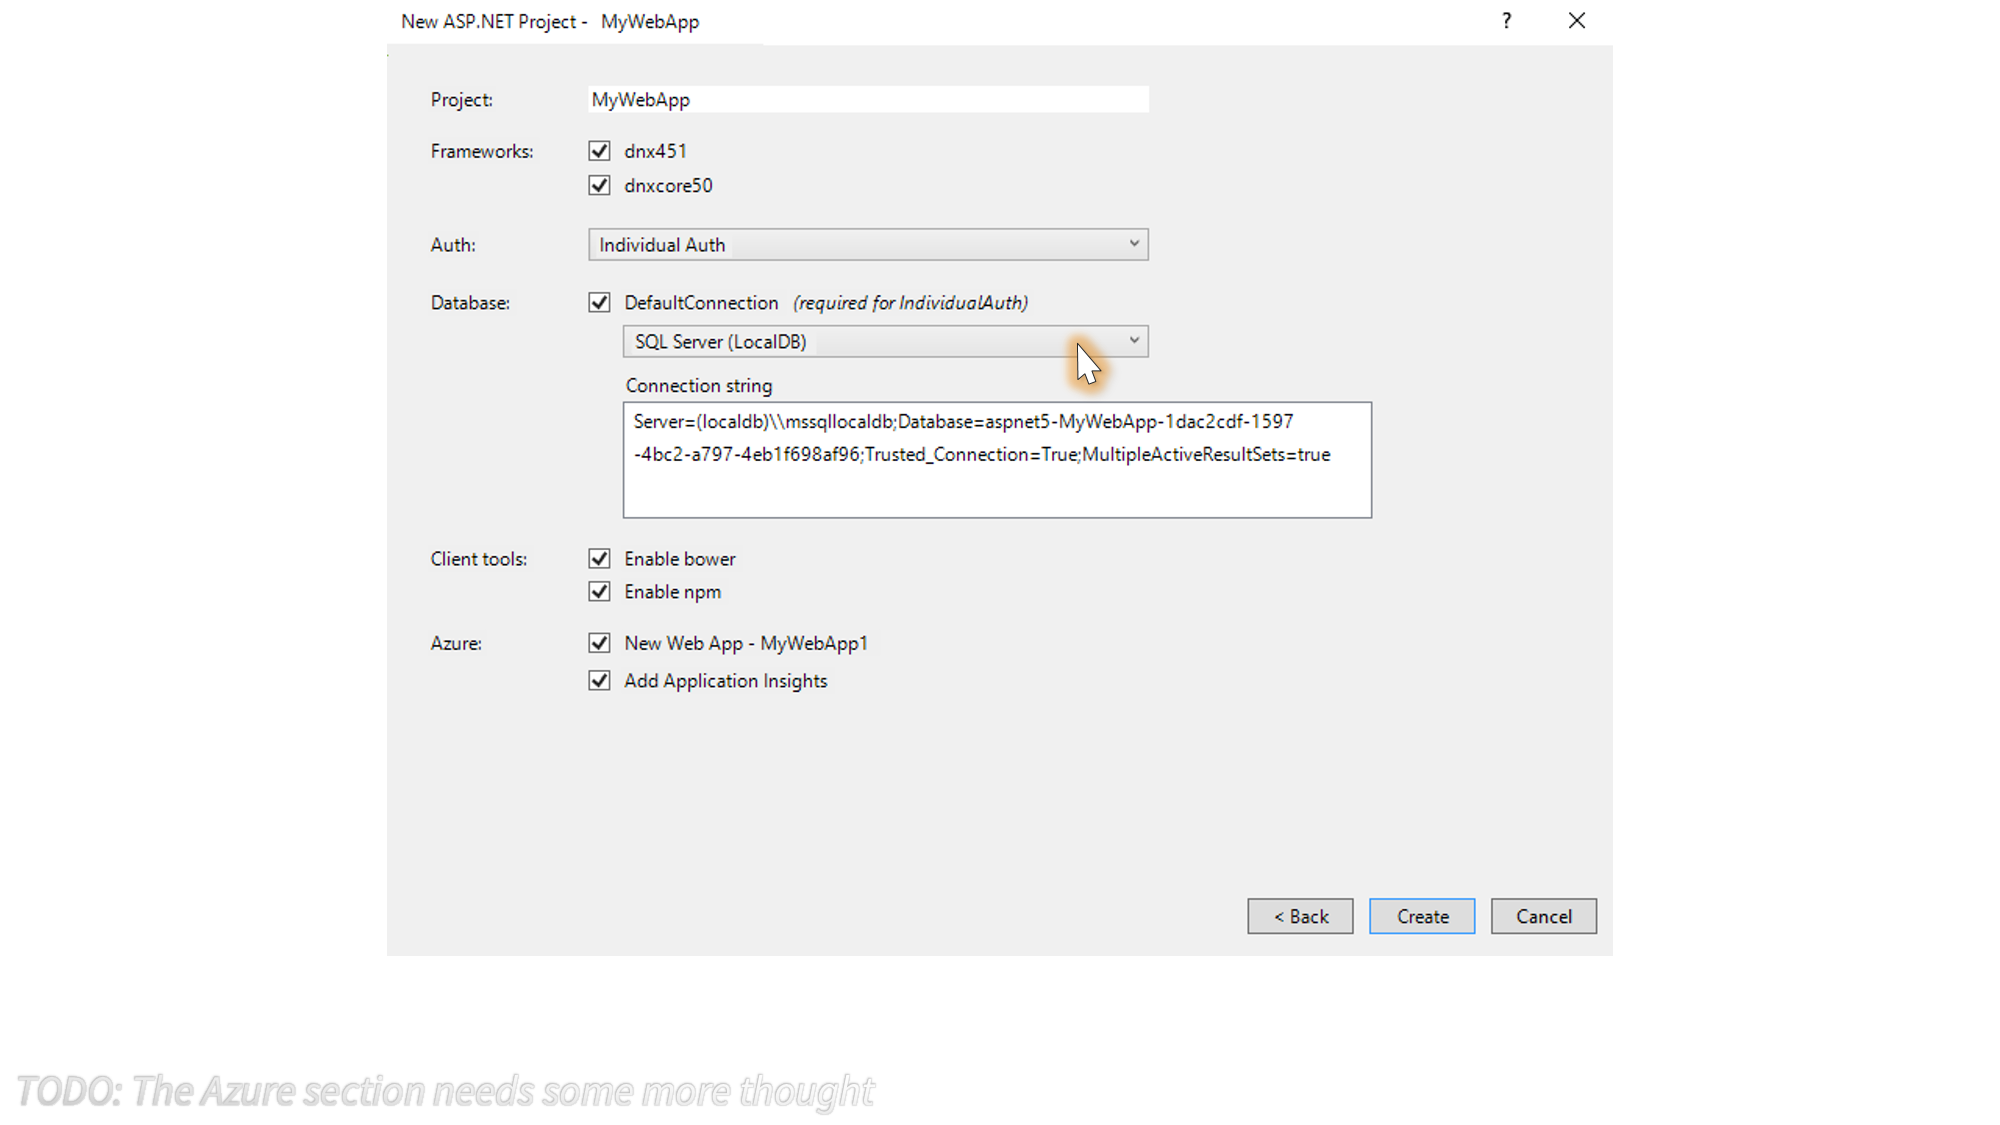 New ASP.NET Project - MyWebApp
?
Project: MyWebApp
Frameworks: dnx451
dnxcore50
Auth: Individual Auth
Database: DefaultConnection (required for IndividualAuth)
SQL Server (LocalDB)
Connection string
Server=(localdb)\\mssqllocaldb;Database=aspnet5-MyWebApp-1dac2cdf-1597
-4bc2-a797-4eb1f698af96;Trusted_Connection=True;MultipleActiveResultSets=true
Client tools: Enable bower
Enable npm
Azure: New Web App - MyWebApp1
Add Application Insights
< Back Create Cancel
TODO: The Azure section needs some more thought